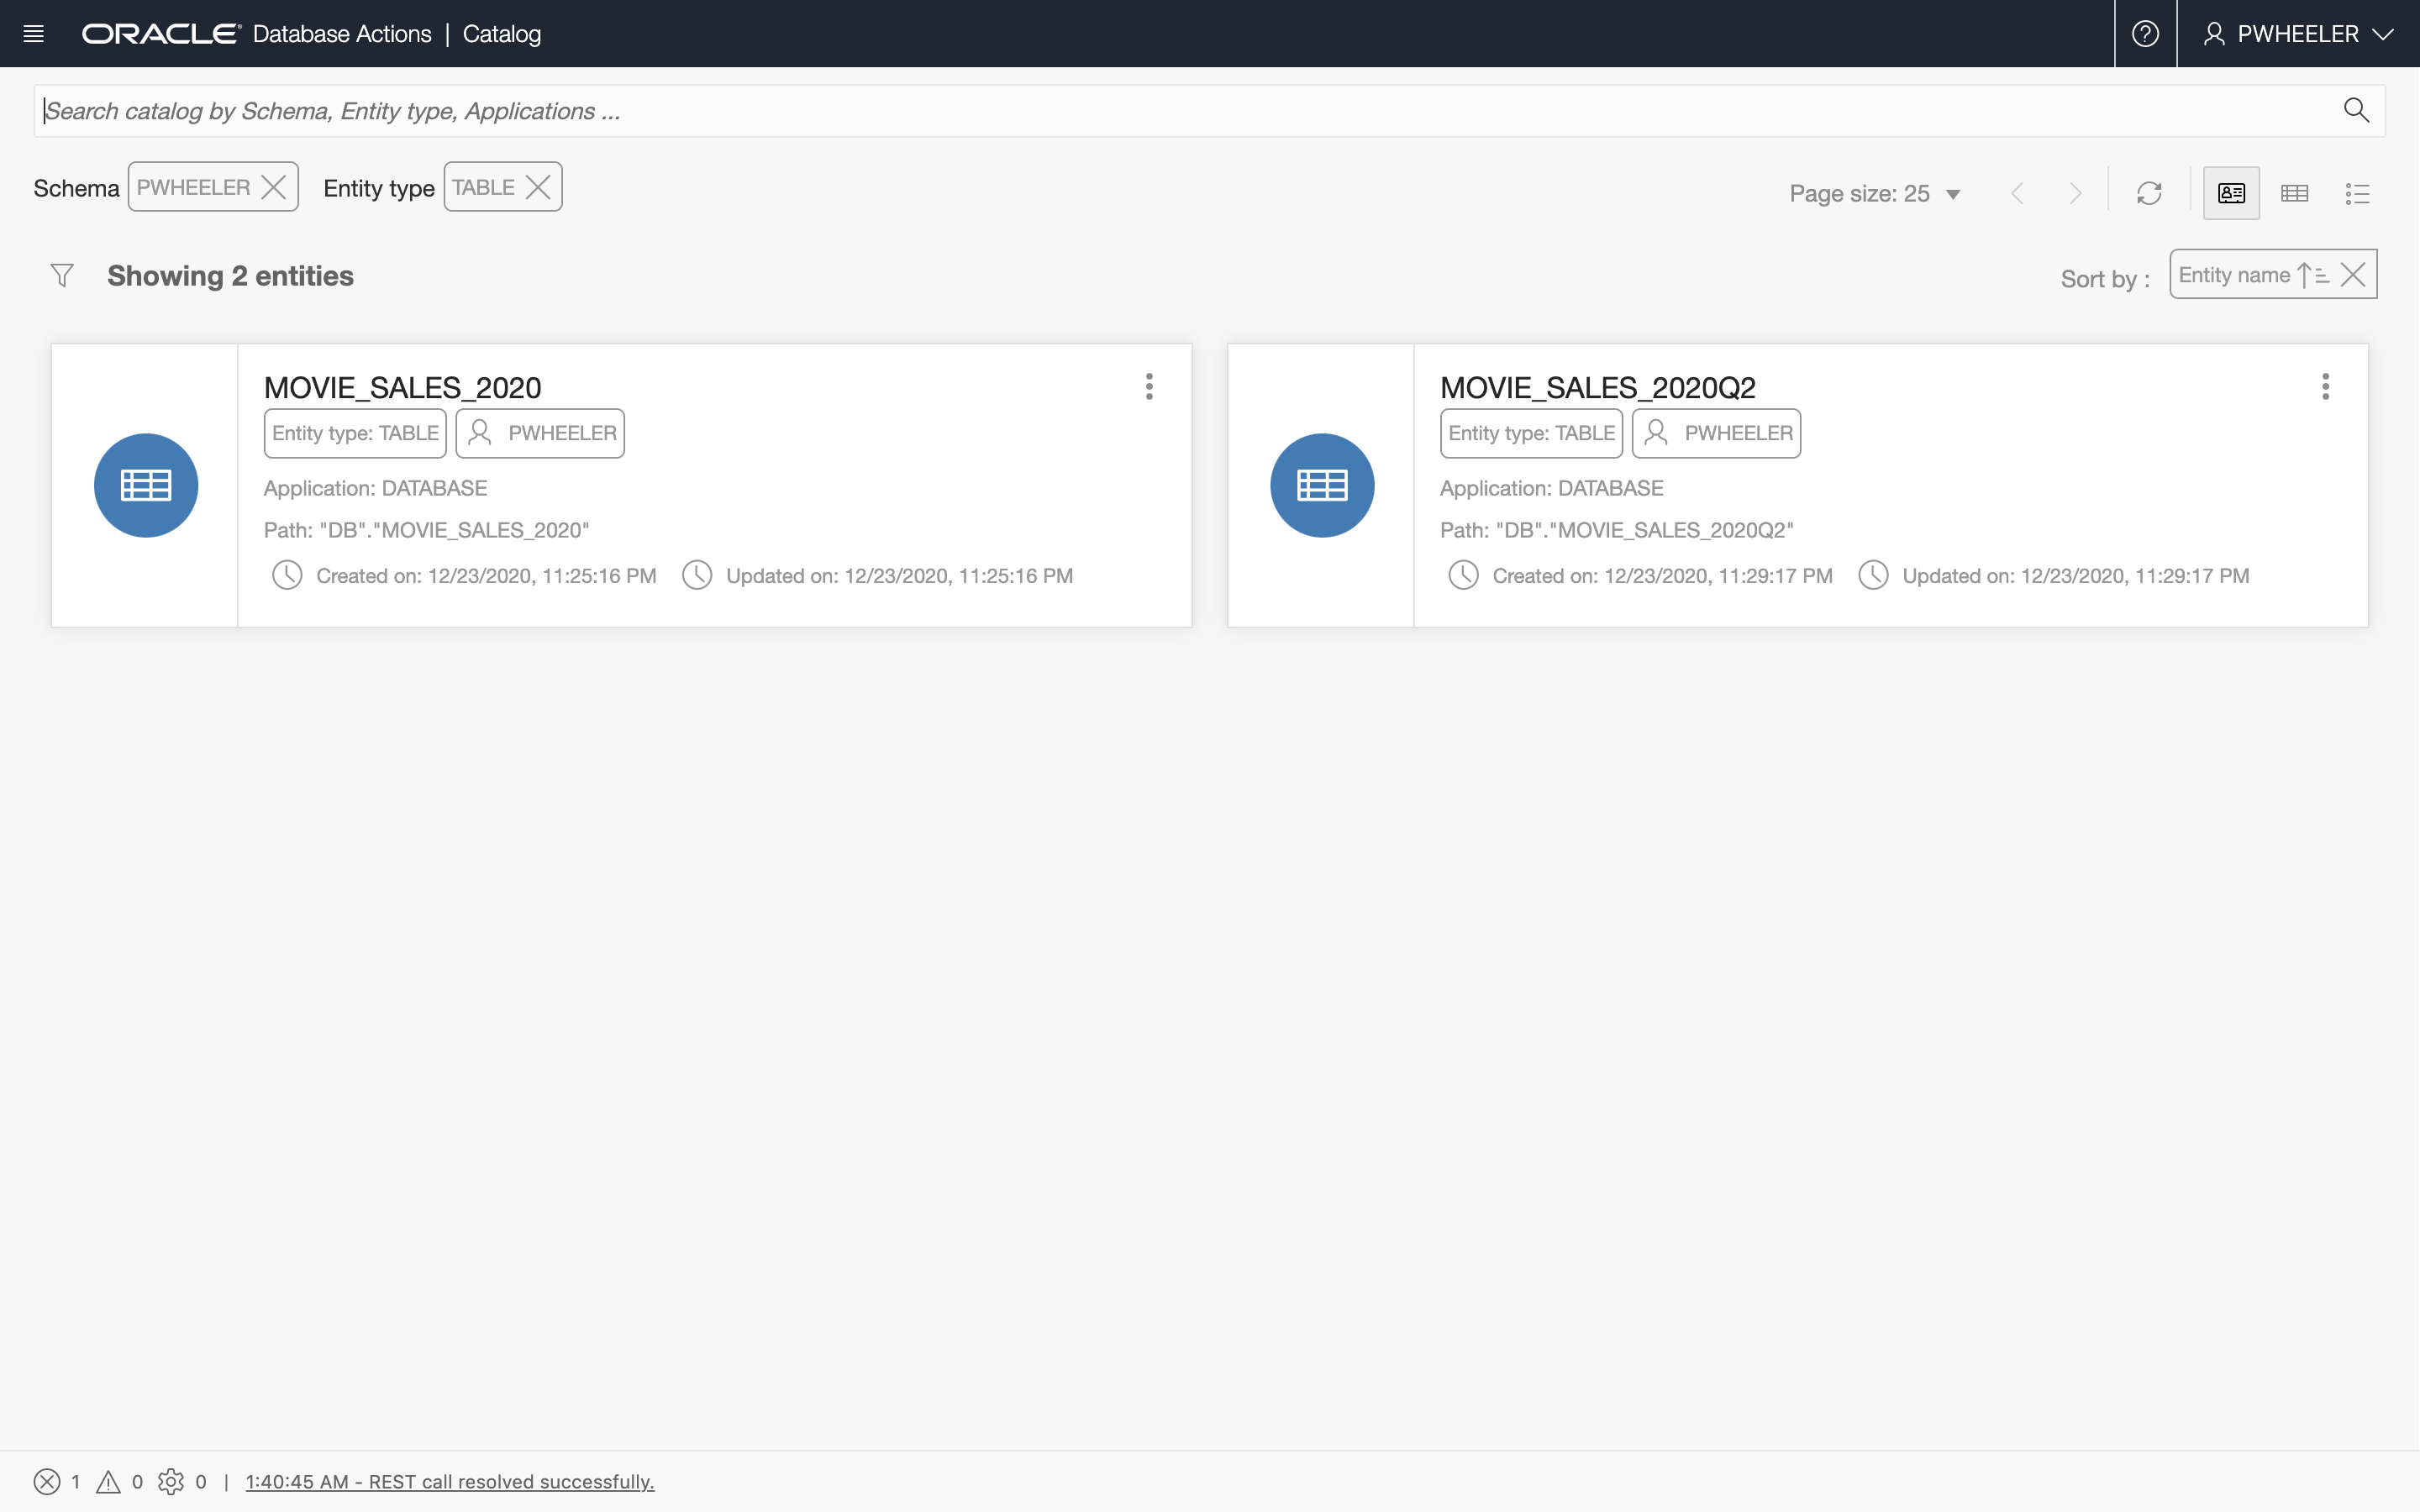 ORACLE® Database Actions | Catalog
PWHEELER
Search catalog by Schema, Entity type, Applications ...
Schema PWHEELER Entity type TABLE
Page size: 25
Showing 2 entities
Sort by : Entity name
MOVIE_SALES_2020
Entity type: TABLE PWHEELER
Application: DATABASE
Path: "DB"."MOVIE_SALES_2020"
Created on: 12/23/2020, 11:25:16 PM Updated on: 12/23/2020, 11:25:16 PM
MOVIE_SALES_2020Q2
Entity type: TABLE PWHEELER
Application: DATABASE
Path: "DB"."MOVIE_SALES_2020Q2"
Created on: 12/23/2020, 11:29:17 PM Updated on: 12/23/2020, 11:29:17 PM
1 0 0 | 1:40:45 AM - REST call resolved successfully.